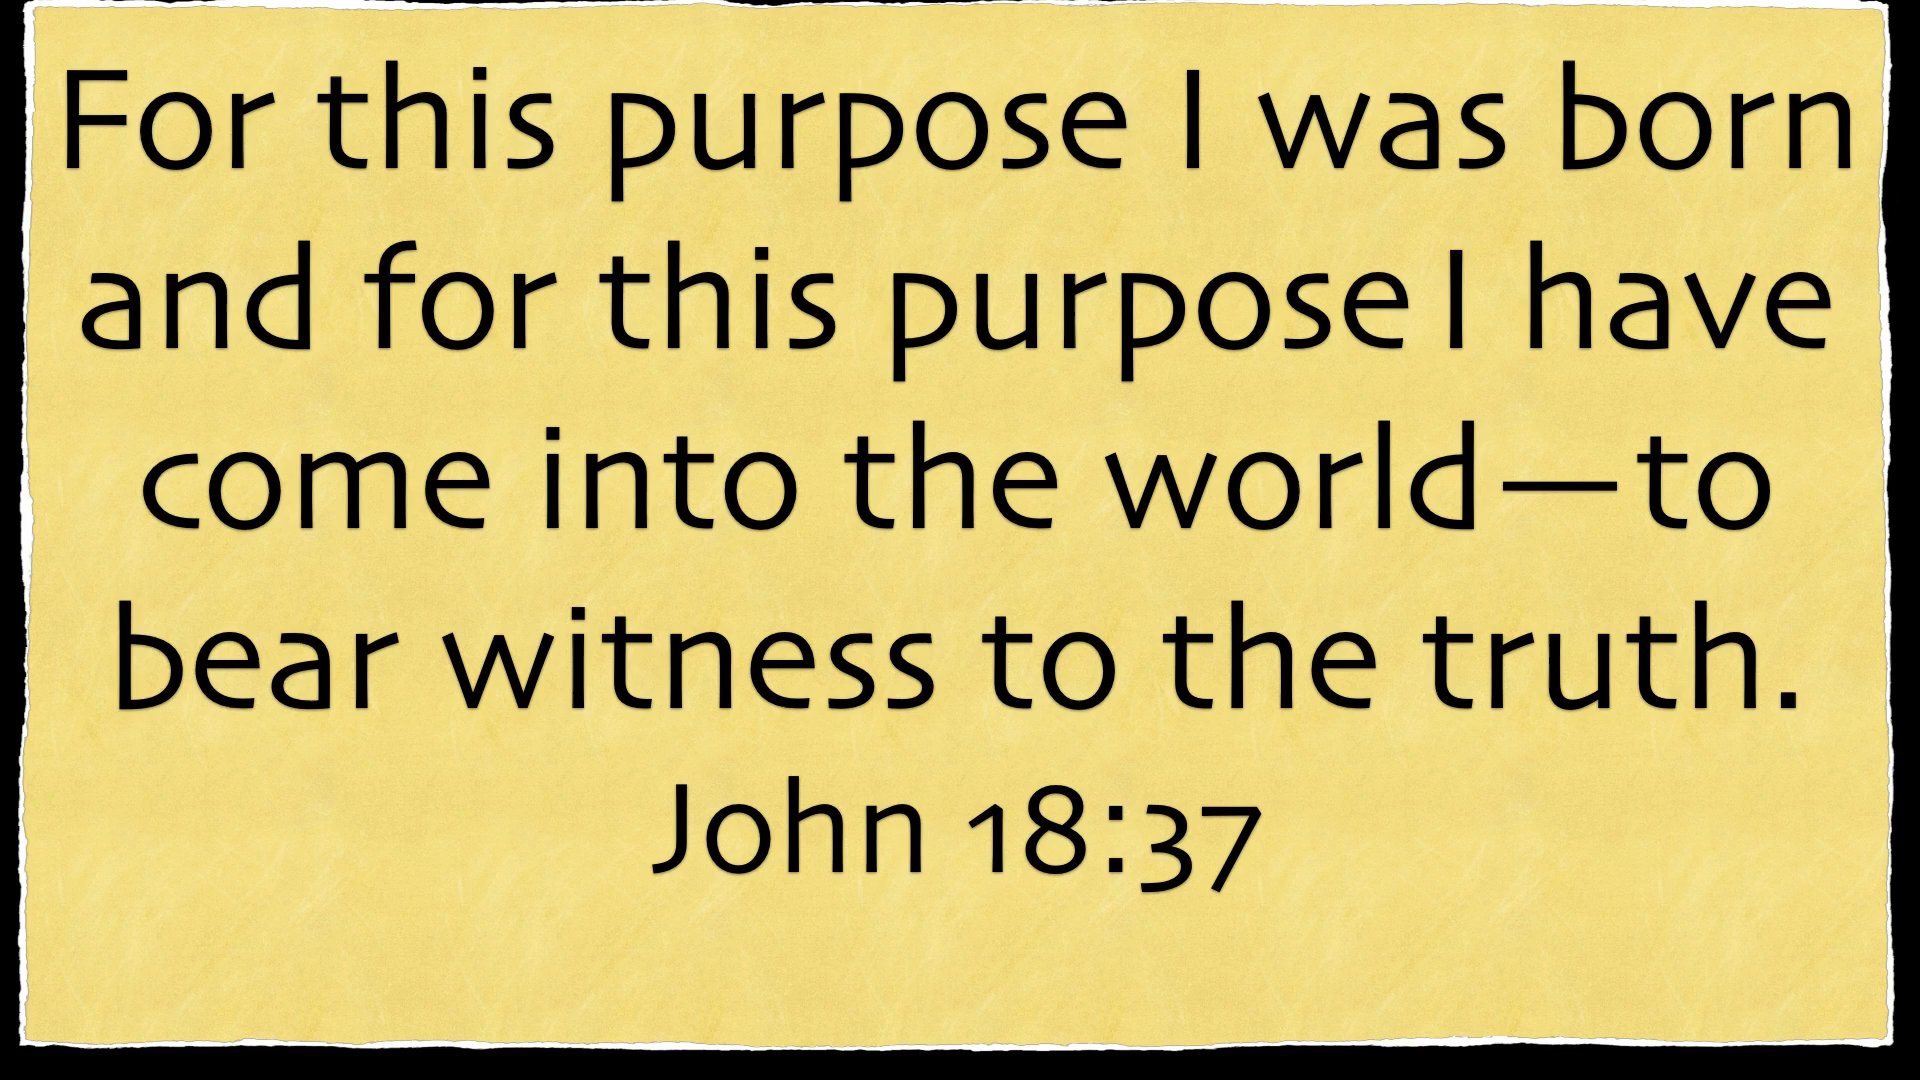 For this purpose I was born
and for this purpose I have
come into the world—to
bear witness to the truth.
John 18:37